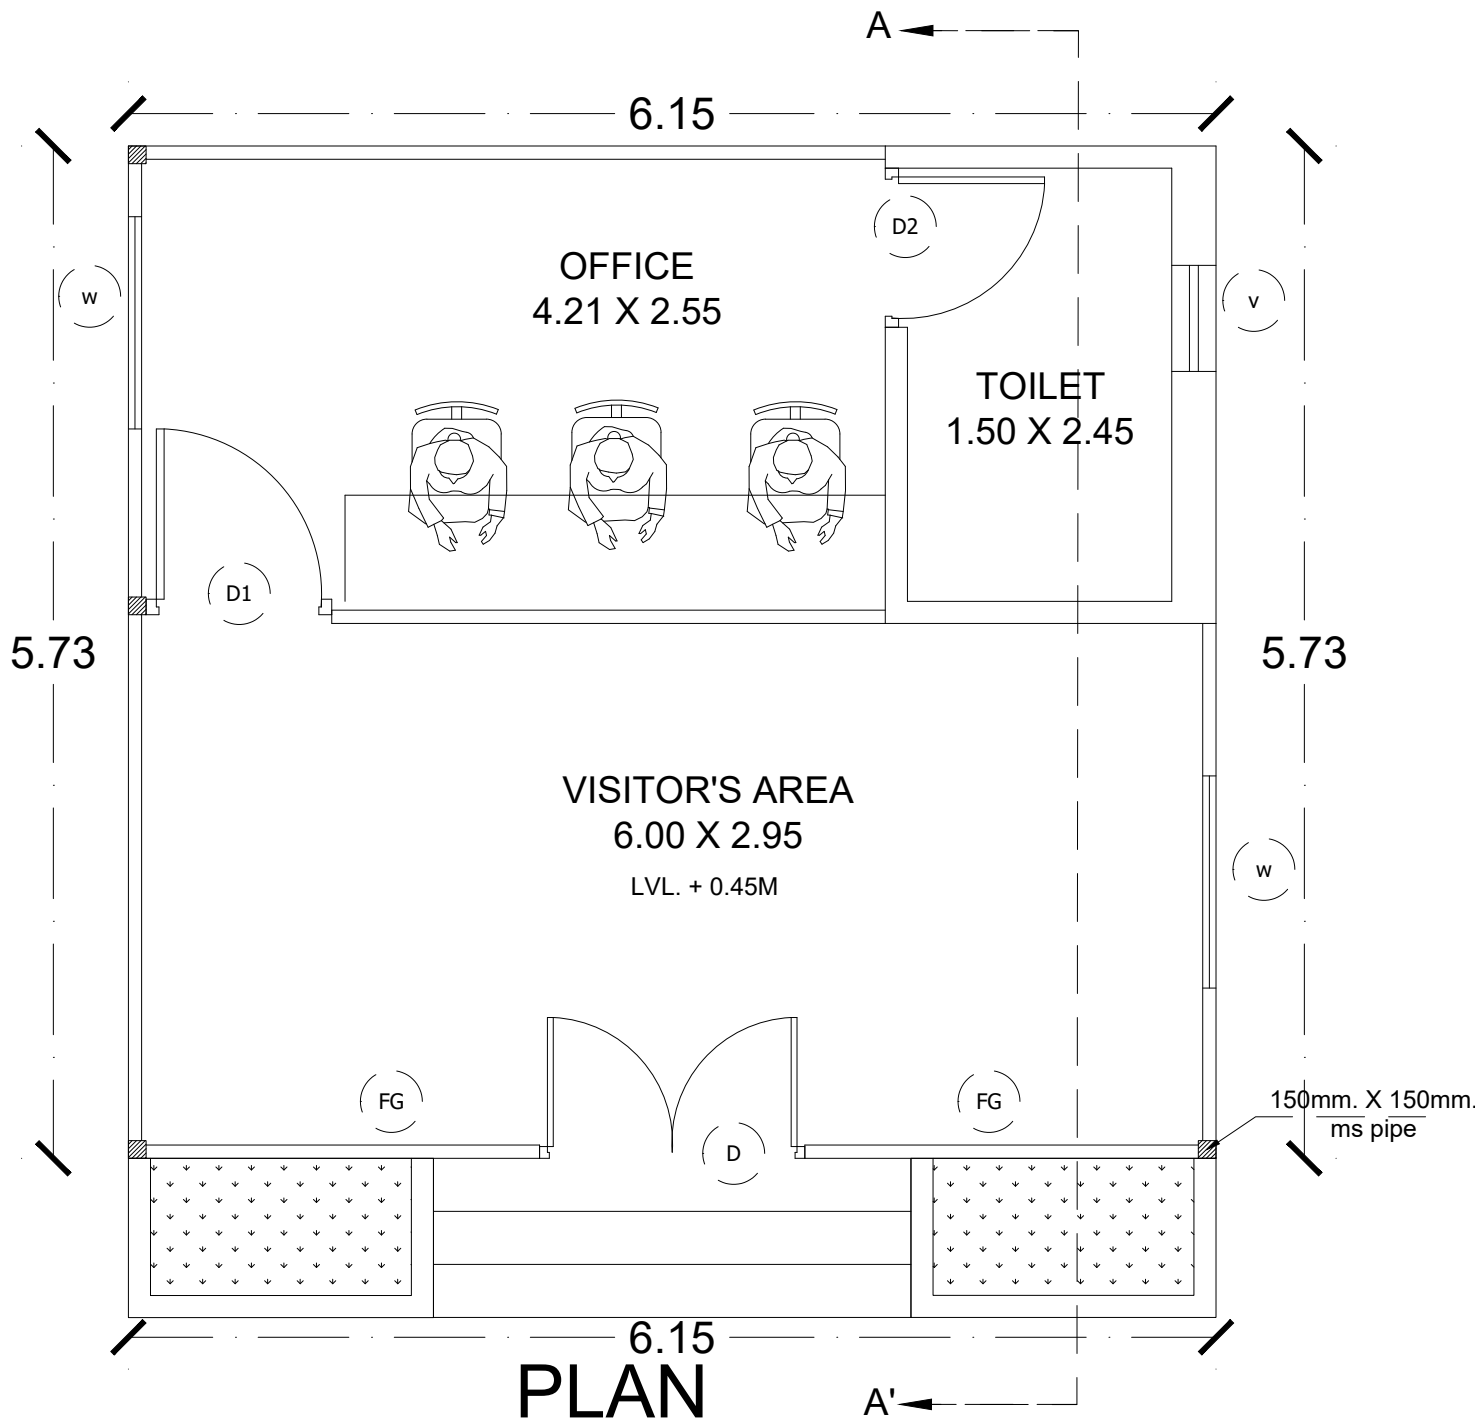 A
6.15
D2
OFFICE
4.21 X 2.55
w
v
TOILET
1.50 X 2.45
D1
5.73
5.73
VISITOR'S AREA
6.00 X 2.95
LVL. + 0.45M
w
FG
FG
150mm. X 150mm.
ms pipe
D
6.15
PLAN
A'